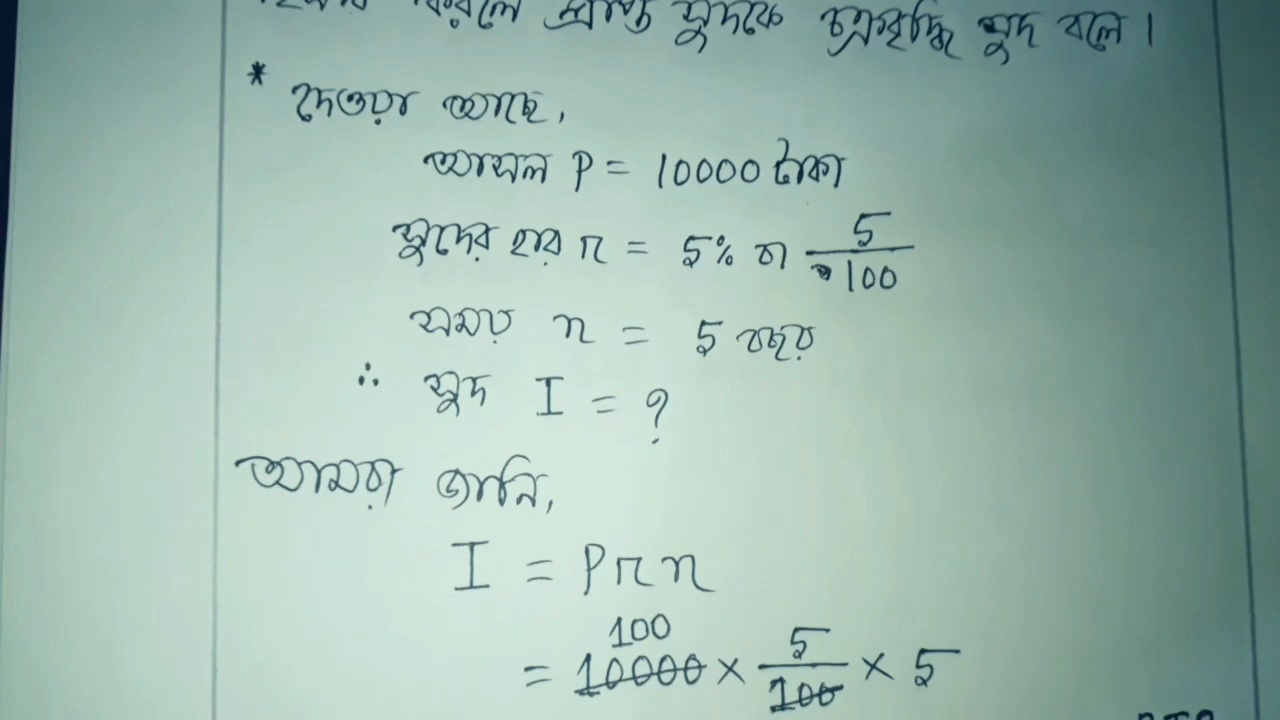 করলে প্রাপ্ত সুদকে চক্রবৃদ্ধি সুদ বলে।
* দেওয়া আছে,
আসল P = 10000 টাকা
সুদের হার r = 5% বা 5/100
সময় n = 5 বছর
∴ সুদ I = ?
আমরা জানি,
I = Prn
100
= 10000 × 5/100 × 5